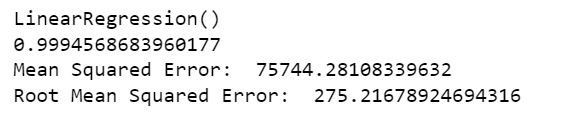 LinearRegression()
0.9994568683960177
Mean Squared Error:  75744.28108339632
Root Mean Squared Error:  275.21678924694316